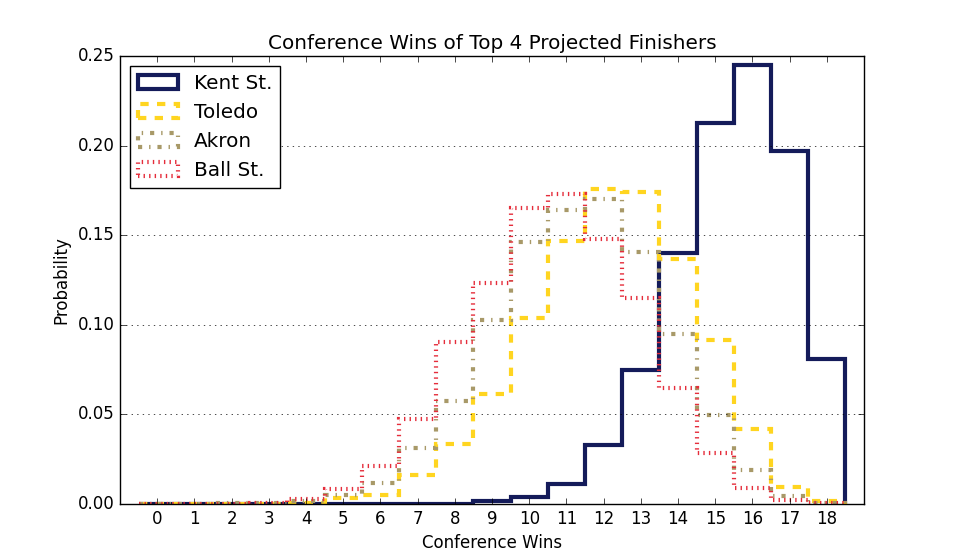 Conference Wins of Top 4 Projected Finishers
Kent St.
Toledo
Akron
Ball St.
Probability
0.25
0.20
0.15
0.10
0.05
0.00
0 1 2 3 4 5 6 7 8 9 10 11 12 13 14 15 16 17 18
Conference Wins